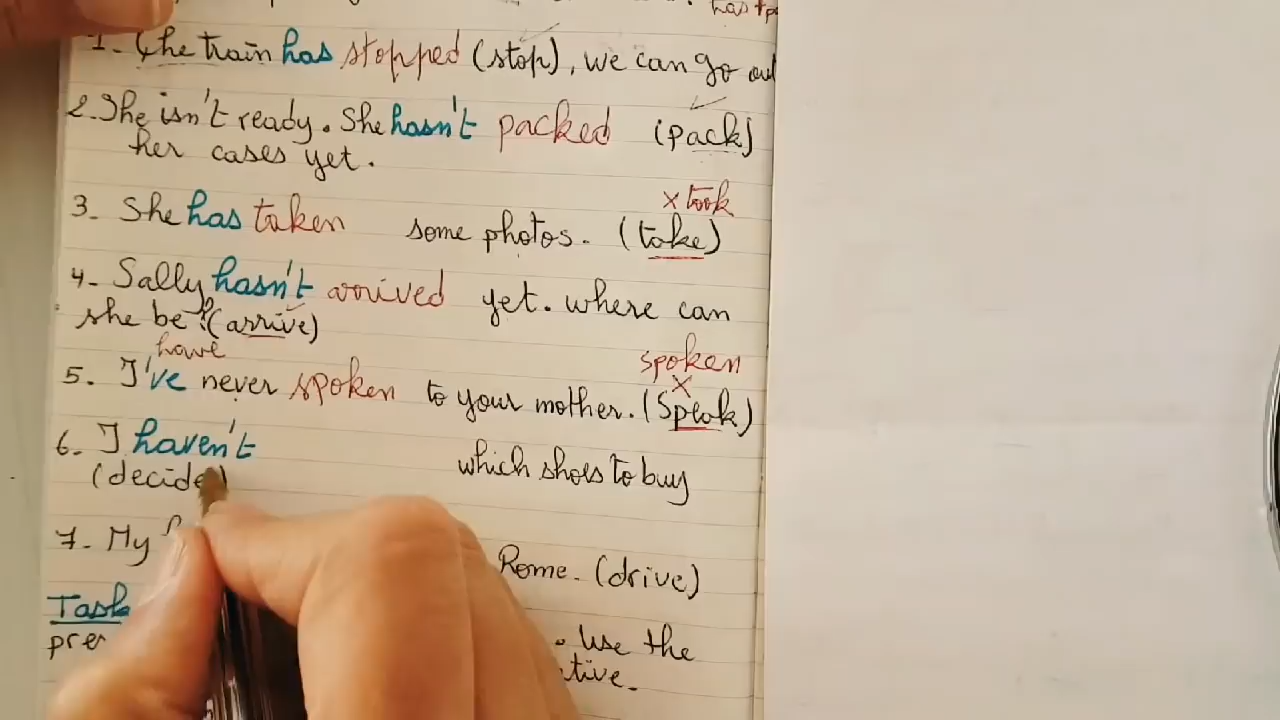 has
1- The train has stopped (stop), we can go out
2. She isn't ready. She hasn't packed (pack)
her cases yet.
x took
3- She has taken some photos. (take)
4- Sally hasn't arrived yet. where can
she be? (arrive)
have spoken
x
5. I've never spoken to your mother. (Speak)
6. I haven't which shoes to buy
(decide)
7- My Rome. (drive)
Task
pres . Use the
tive.